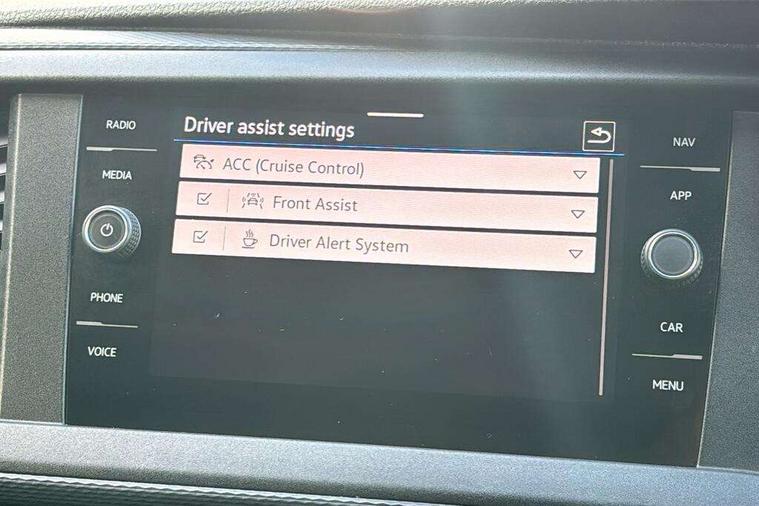 RADIO
MEDIA
PHONE
VOICE
Driver assist settings
ACC (Cruise Control)
Front Assist
Driver Alert System
NAV
APP
CAR
MENU